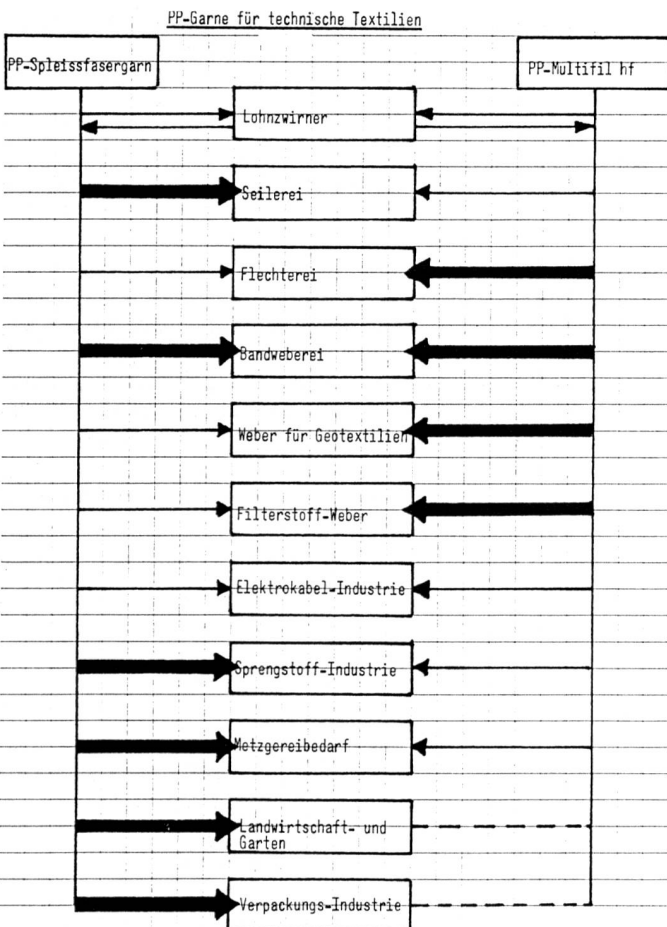 PP-Garne für technische Textilien
PP-Spleissfasergarn
PP-Multifil hf
Lohnzwirner
Seilerei
Flechterei
Bandweberei
Weber für Geotextilien
Filterstoff-Weber
Elektrokabel-Industrie
Sprengstoff-Industrie
Metzgereibedarf
Landwirtschaft- und
Garten
Verpackungs-Industrie